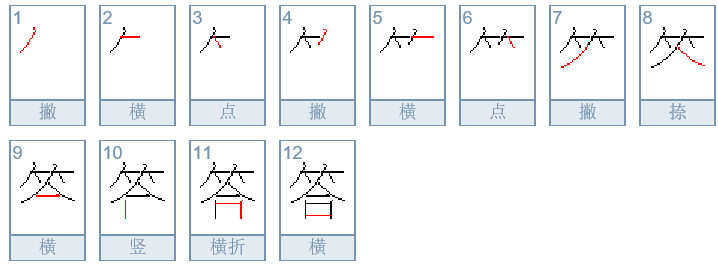 1 2 3 4 5 6 7 8
撇 横 点 撇 横 点 撇 捺
9 10 11 12
答
横 竖 横折 横